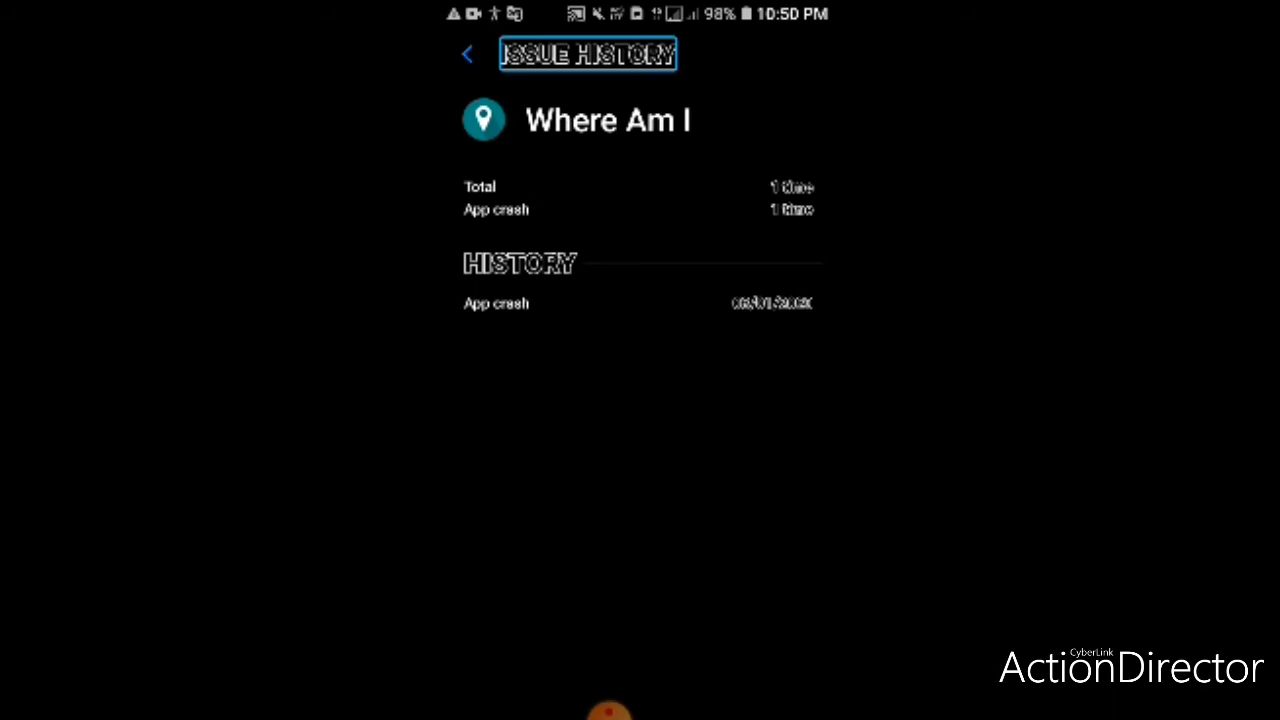 98% 10:50 PM
ISSUE HISTORY
Where Am I
Total 1 time
App crash 1 time
HISTORY
App crash
CyberLink
ActionDirector